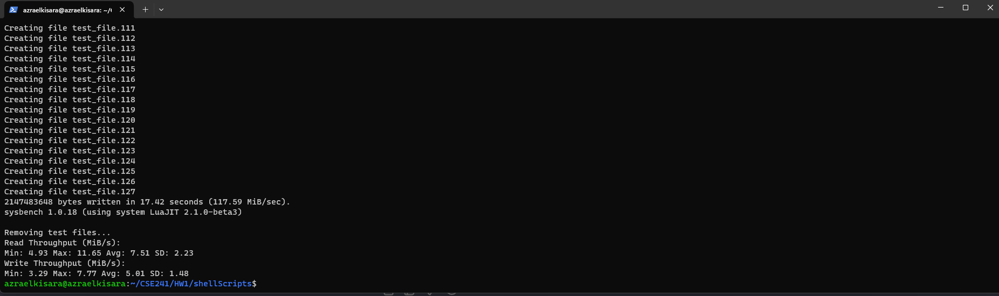 azraelkisara@azraelkisara: ~/(
Creating file test_file.111
Creating file test_file.112
Creating file test_file.113
Creating file test_file.114
Creating file test_file.115
Creating file test_file.116
Creating file test_file.117
Creating file test_file.118
Creating file test_file.119
Creating file test_file.120
Creating file test_file.121
Creating file test_file.122
Creating file test_file.123
Creating file test_file.124
Creating file test_file.125
Creating file test_file.126
Creating file test_file.127
2147483648 bytes written in 17.42 seconds (117.59 MiB/sec).
sysbench 1.0.18 (using system LuaJIT 2.1.0-beta3)
Removing test files...
Read Throughput (MiB/s):
Min: 4.93 Max: 11.65 Avg: 7.51 SD: 2.23
Write Throughput (MiB/s):
Min: 3.29 Max: 7.77 Avg: 5.01 SD: 1.48
azraelkisara@azraelkisara:~/CSE241/HW1/shellScripts$